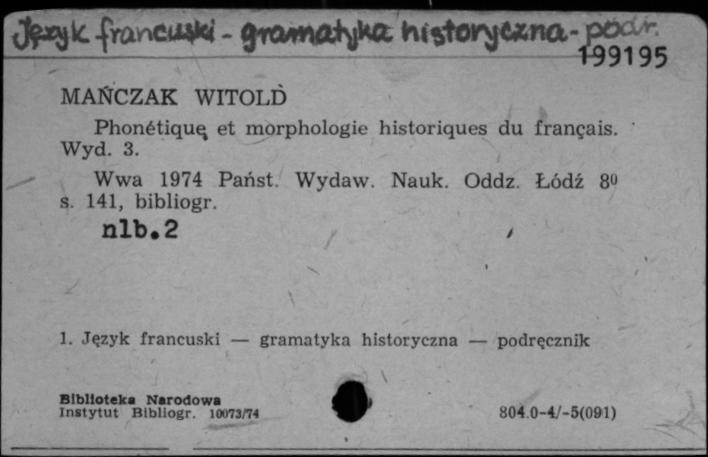 Język francuski - gramatyka historyczna - podr.
199195
MAŃCZAK WITOLD
Phonétique et morphologie historiques du français.
Wyd. 3.
Wwa 1974 Państ. Wydaw. Nauk. Oddz. Łódź 8⁰
s. 141, bibliogr.
nlb.2
1. Język francuski — gramatyka historyczna — podręcznik
Biblioteka Narodowa
Instytut Bibliogr. 10073/74
804.0-4/-5(091)